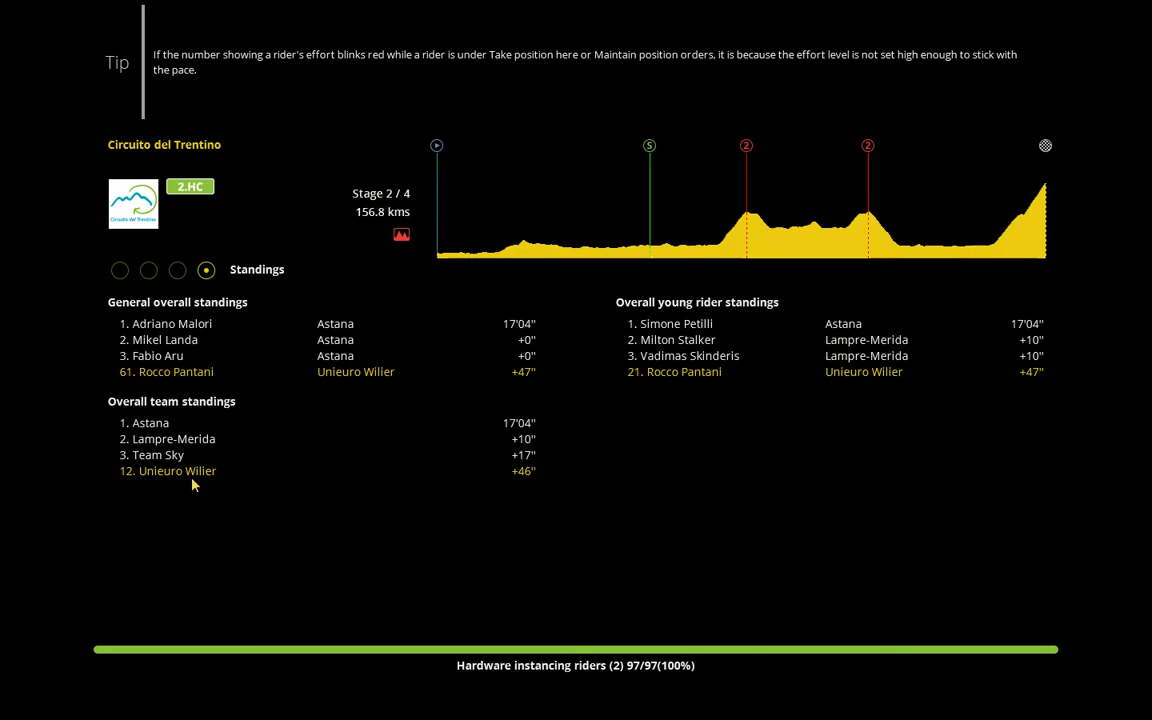 Tip
If the number showing a rider's effort blinks red while a rider is under Take position here or Maintain position orders, it is because the effort level is not set high enough to stick with
the pace.
Circuito del Trentino
2.HC
Circuito del Trentino
Stage 2 / 4
156.8 kms
S
2
2
Standings
General overall standings
1. Adriano Malori Astana 17'04''
2. Mikel Landa Astana +0''
3. Fabio Aru Astana +0''
61. Rocco Pantani Unieuro Wilier +47''
Overall team standings
1. Astana 17'04''
2. Lampre-Merida +10''
3. Team Sky +17''
12. Unieuro Wilier +46''
Overall young rider standings
1. Simone Petilli Astana 17'04''
2. Milton Stalker Lampre-Merida +10''
3. Vadimas Skinderis Lampre-Merida +10''
21. Rocco Pantani Unieuro Wilier +47''
Hardware instancing riders (2) 97/97(100%)